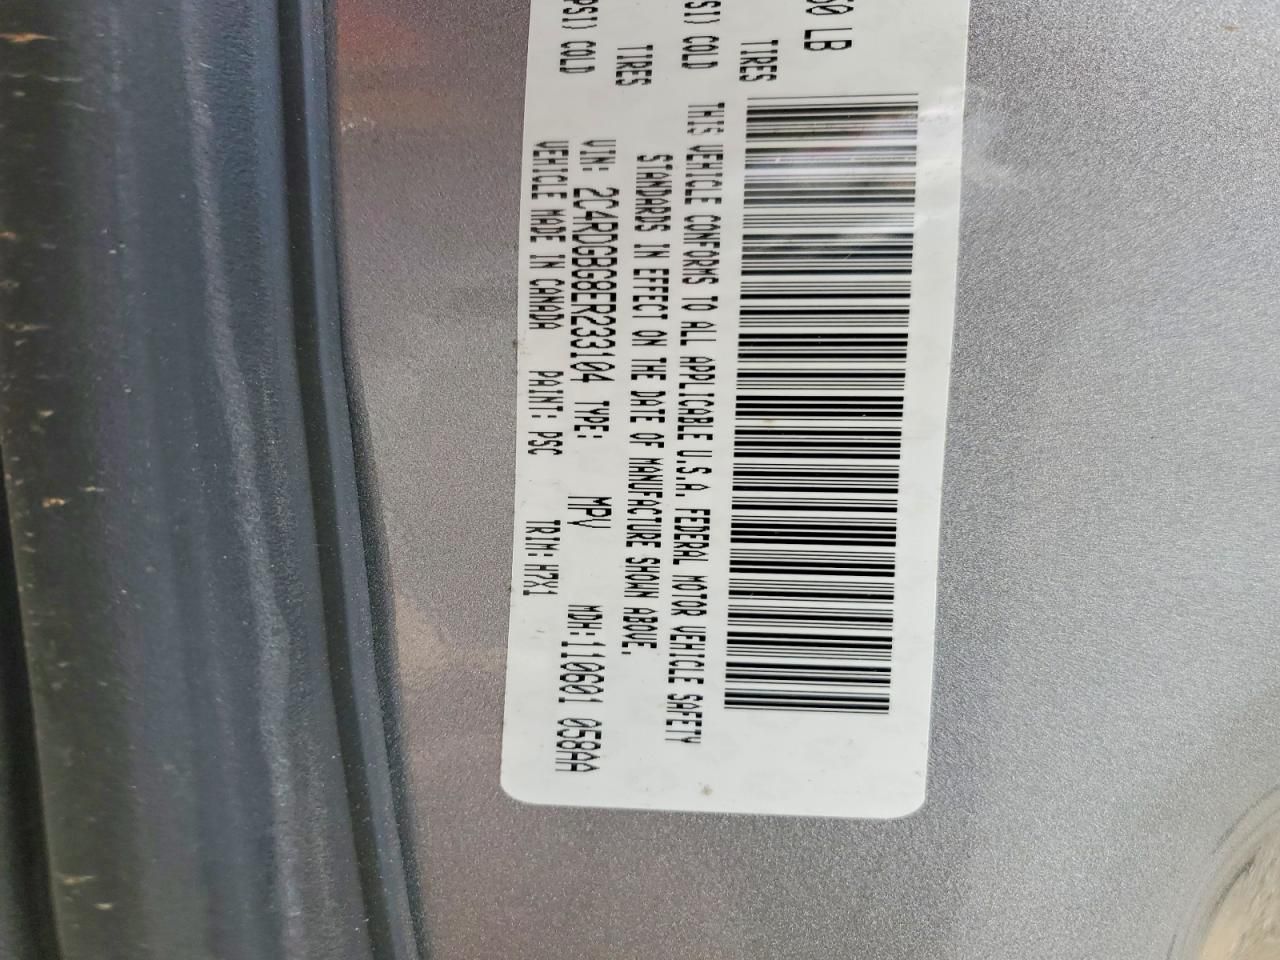 50 LB
TIRES
PSI) COLD
TIRES
PSI) COLD
THIS VEHICLE CONFORMS TO ALL APPLICABLE U.S.A. FEDERAL MOTOR VEHICLE SAFETY
STANDARDS IN EFFECT ON THE DATE OF MANUFACTURE SHOWN ABOVE.
VIN: 2C4RDGBG8ER233104 TYPE: MPV MDH:110601 058AA
VEHICLE MADE IN CANADA PAINT: PSC TRIM: H7X1